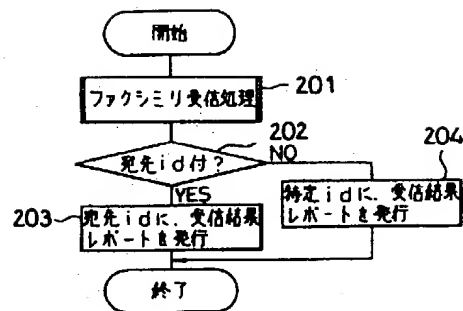 開始
ファクシミリ受信処理
201
202
宛先id付?
NO
YES
204
特定idに、受信結果
レポートを発行
203
宛先idに、受信結果
レポートを発行
終了